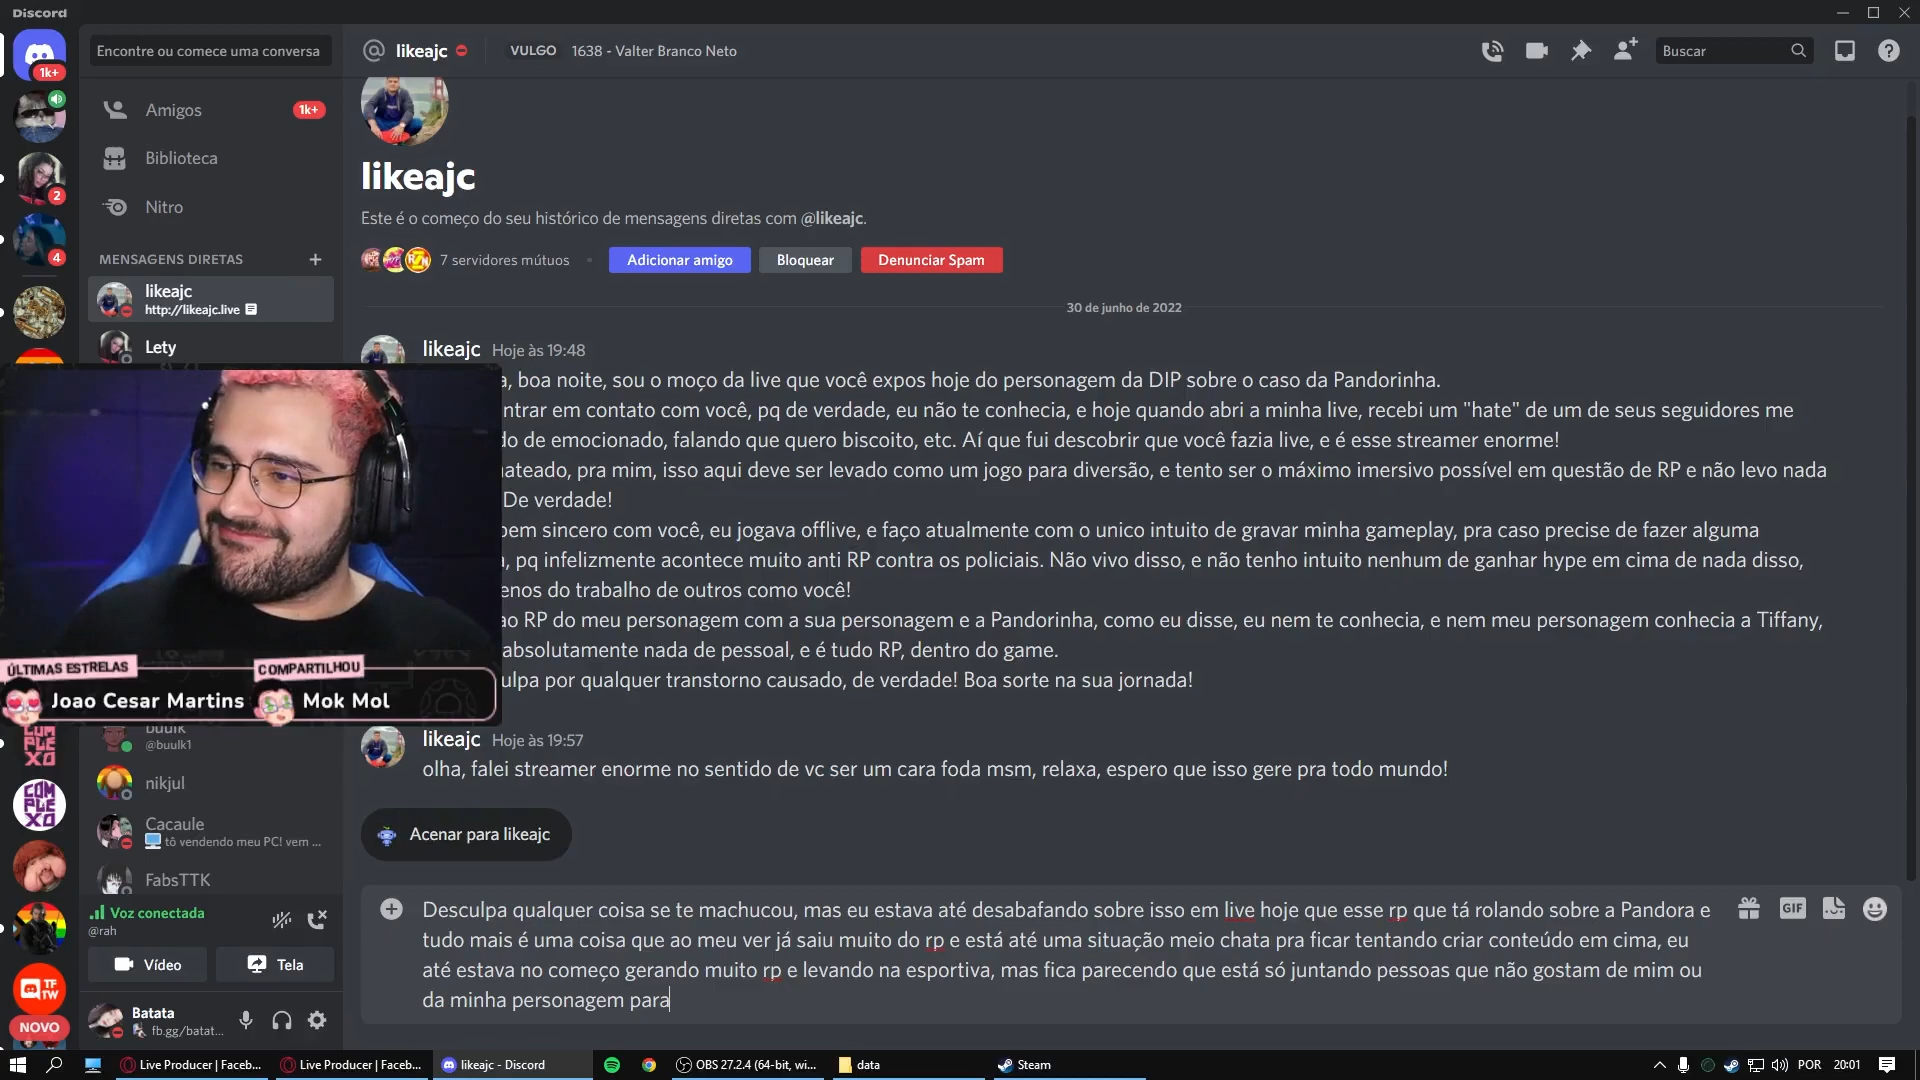 Discord
1k+
2
4
NOVO
Encontre ou comece uma conversa
Amigos
1k+
Biblioteca
Nitro
MENSAGENS DIRETAS
likeajc
http://likeajc.live
Lety
ÚLTIMAS ESTRELAS
COMPARTILHOU
Joao Cesar Martins
Mok Mol
buulk
@buulk1
nikjul
Cacaule
tô vendendo meu PC! vem ...
FabsTTK
Voz conectada
@rah
Vídeo
Tela
Batata
fb.gg/batat...
likeajc
VULGO
1638 - Valter Branco Neto
Buscar
likeajc
Este é o começo do seu histórico de mensagens diretas com @likeajc.
7 servidores mútuos
Adicionar amigo
Bloquear
Denunciar Spam
30 de junho de 2022
likeajc Hoje às 19:48
, boa noite, sou o moço da live que você expos hoje do personagem da DIP sobre o caso da Pandorinha.
ntrar em contato com você, pq de verdade, eu não te conhecia, e hoje quando abri a minha live, recebi um "hate" de um de seus seguidores me
do de emocionado, falando que quero biscoito, etc. Aí que fui descobrir que você fazia live, e é esse streamer enorme!
ateado, pra mim, isso aqui deve ser levado como um jogo para diversão, e tento ser o máximo imersivo possível em questão de RP e não levo nada
De verdade!
bem sincero com você, eu jogava offlive, e faço atualmente com o unico intuito de gravar minha gameplay, pra caso precise de fazer alguma
, pq infelizmente acontece muito anti RP contra os policiais. Não vivo disso, e não tenho intuito nenhum de ganhar hype em cima de nada disso,
enos do trabalho de outros como você!
ao RP do meu personagem com a sua personagem e a Pandorinha, como eu disse, eu nem te conhecia, e nem meu personagem conhecia a Tiffany,
absolutamente nada de pessoal, e é tudo RP, dentro do game.
ulpa por qualquer transtorno causado, de verdade! Boa sorte na sua jornada!
likeajc Hoje às 19:57
olha, falei streamer enorme no sentido de vc ser um cara foda msm, relaxa, espero que isso gere pra todo mundo!
Acenar para likeajc
Desculpa qualquer coisa se te machucou, mas eu estava até desabafando sobre isso em live hoje que esse rp que tá rolando sobre a Pandora e
tudo mais é uma coisa que ao meu ver já saiu muito do rp e está até uma situação meio chata pra ficar tentando criar conteúdo em cima, eu
até estava no começo gerando muito rp e levando na esportiva, mas fica parecendo que está só juntando pessoas que não gostam de mim ou
da minha personagem para
GIF
COMPLEXO
COMPLEXO
TFTW
Live Producer | Faceb...
Live Producer | Faceb...
likeajc - Discord
OBS 27.2.4 (64-bit, wi...
data
Steam
POR
20:01